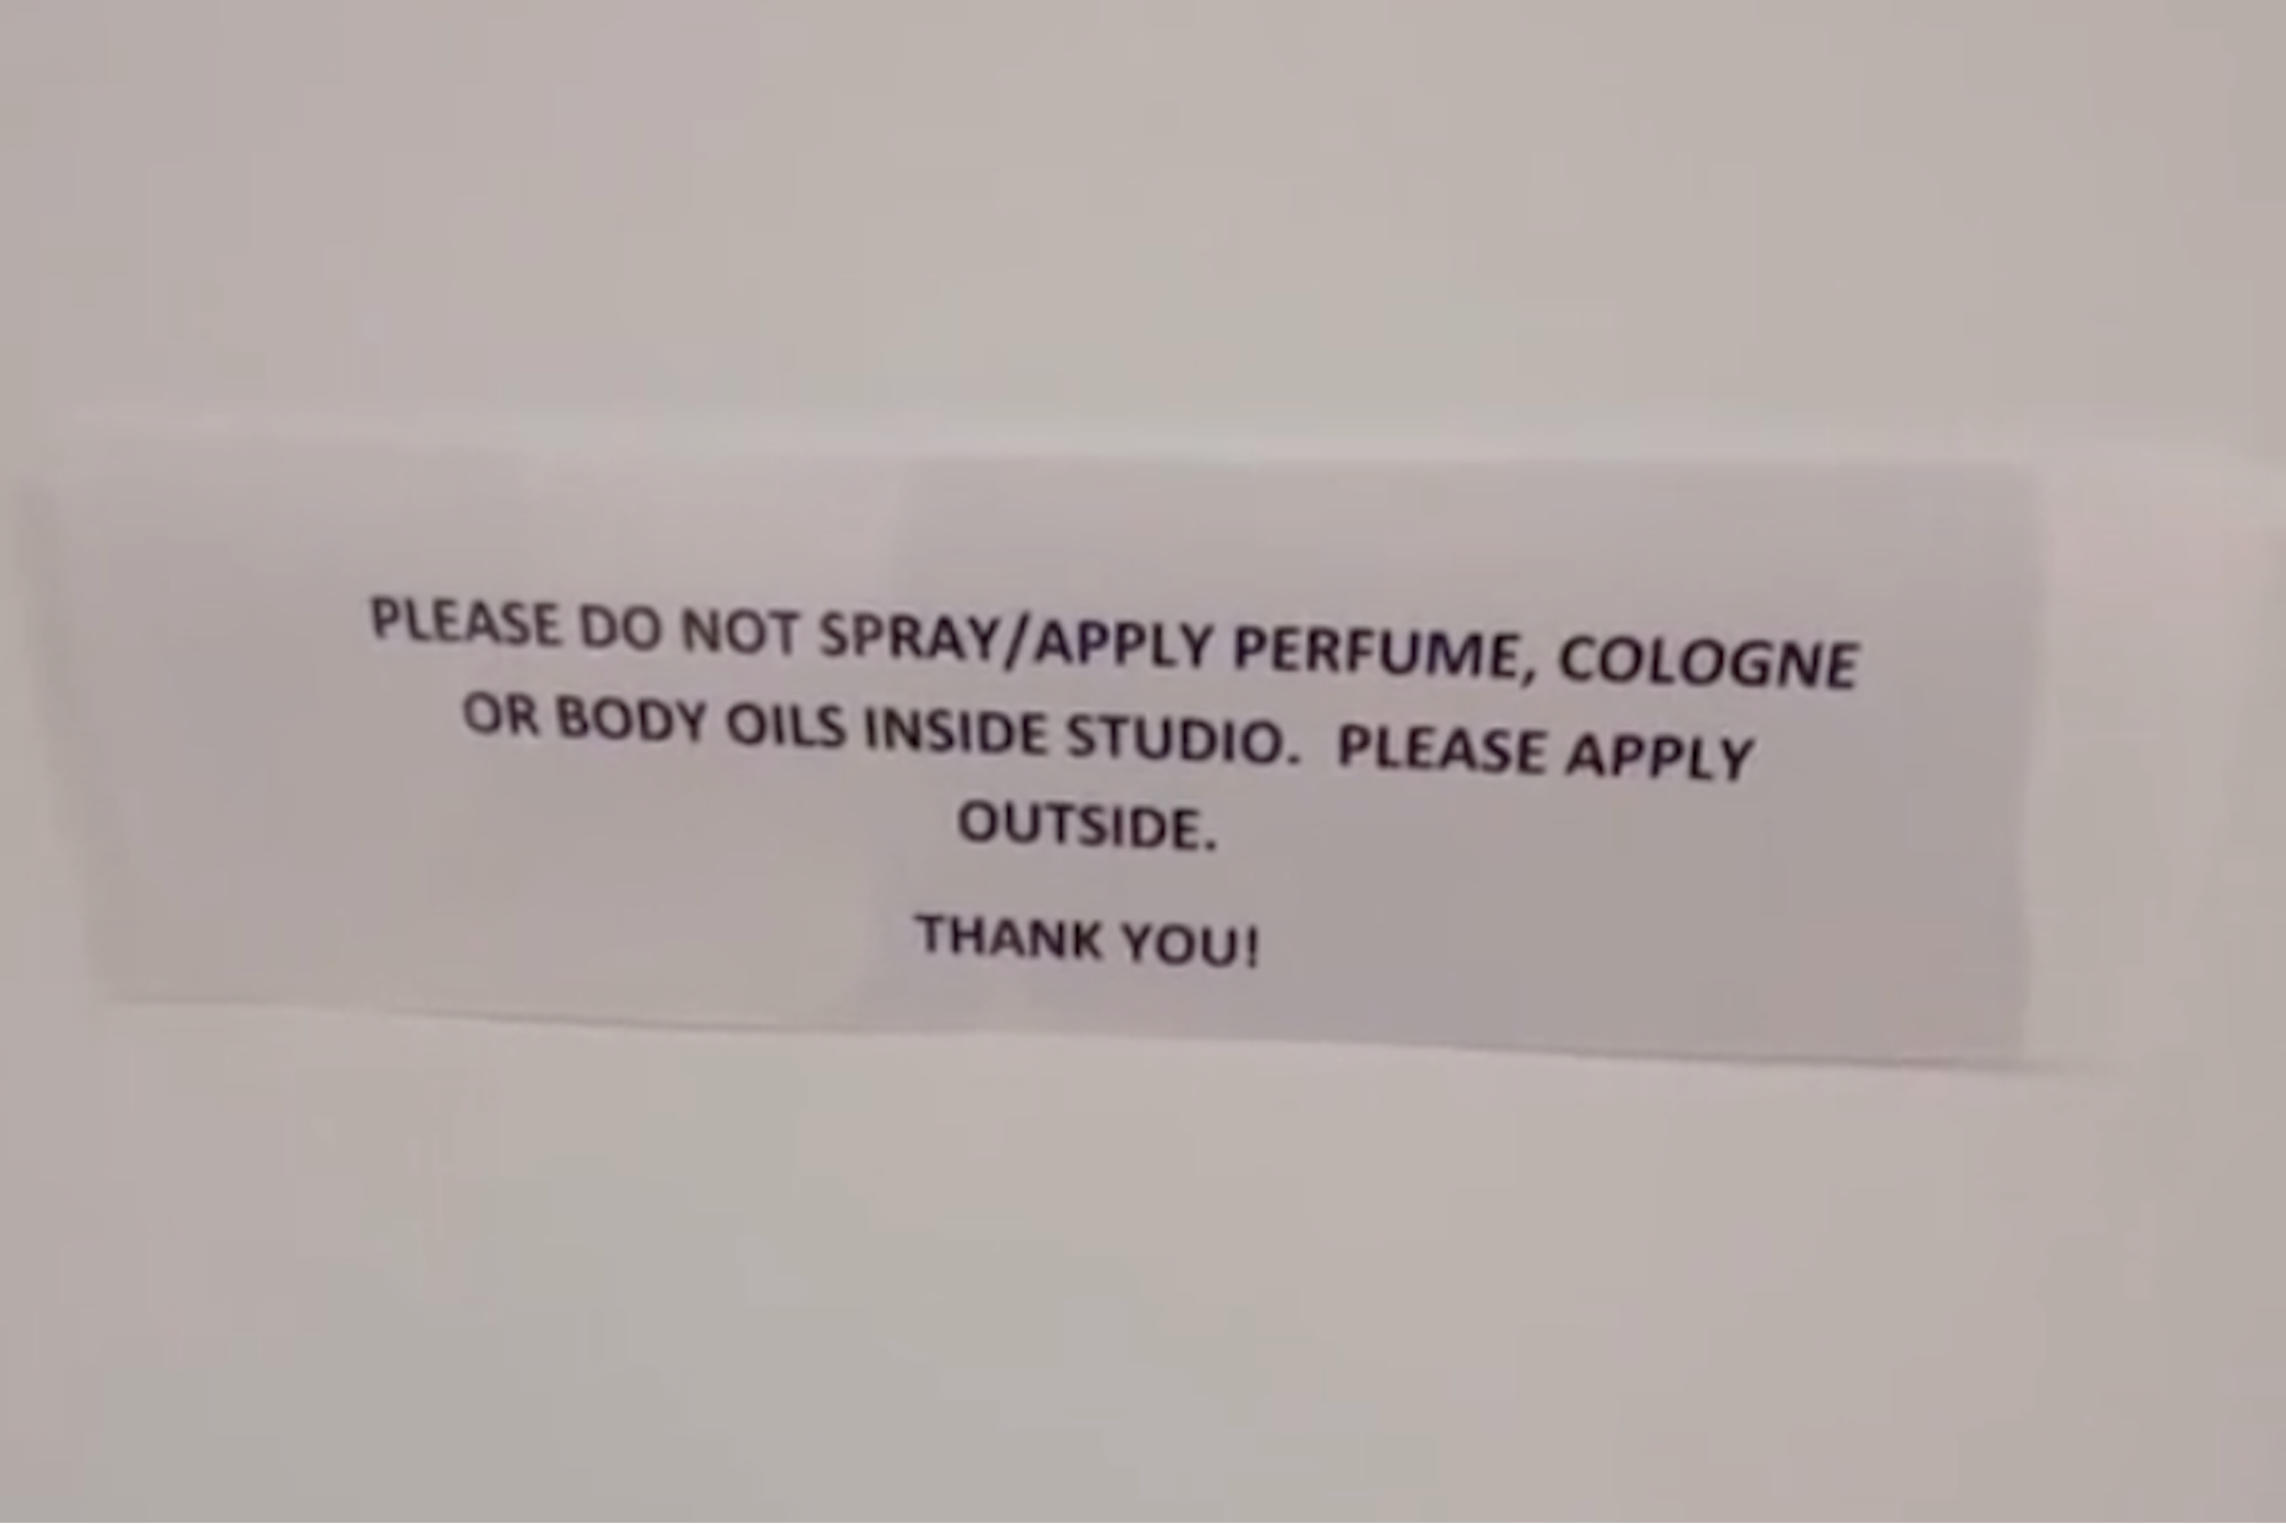 PLEASE DO NOT SPRAY/APPLY PERFUME, COLOGNE
OR BODY OILS INSIDE STUDIO.  PLEASE APPLY
OUTSIDE.
THANK YOU!